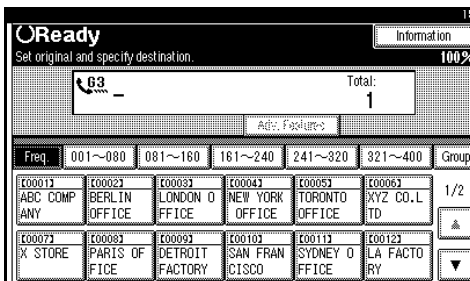 Ready
Information
Set original and specify destination.
100%
G3
Total:
1
Adv. Features
Freq. 001~080 081~160 161~240 241~320 321~400 Group
[0001] [0002] [0003] [0004] [0005] [0006]
ABC COMP BERLIN LONDON O NEW YORK TORONTO XYZ CO.L
ANY OFFICE FFICE OFFICE OFFICE TD
1/2
[0007] [0008] [0009] [0010] [0011] [0012]
X STORE PARIS OF DETROIT SAN FRAN SYDNEY O LA FACTO
FICE FACTORY CISCO FFICE RY